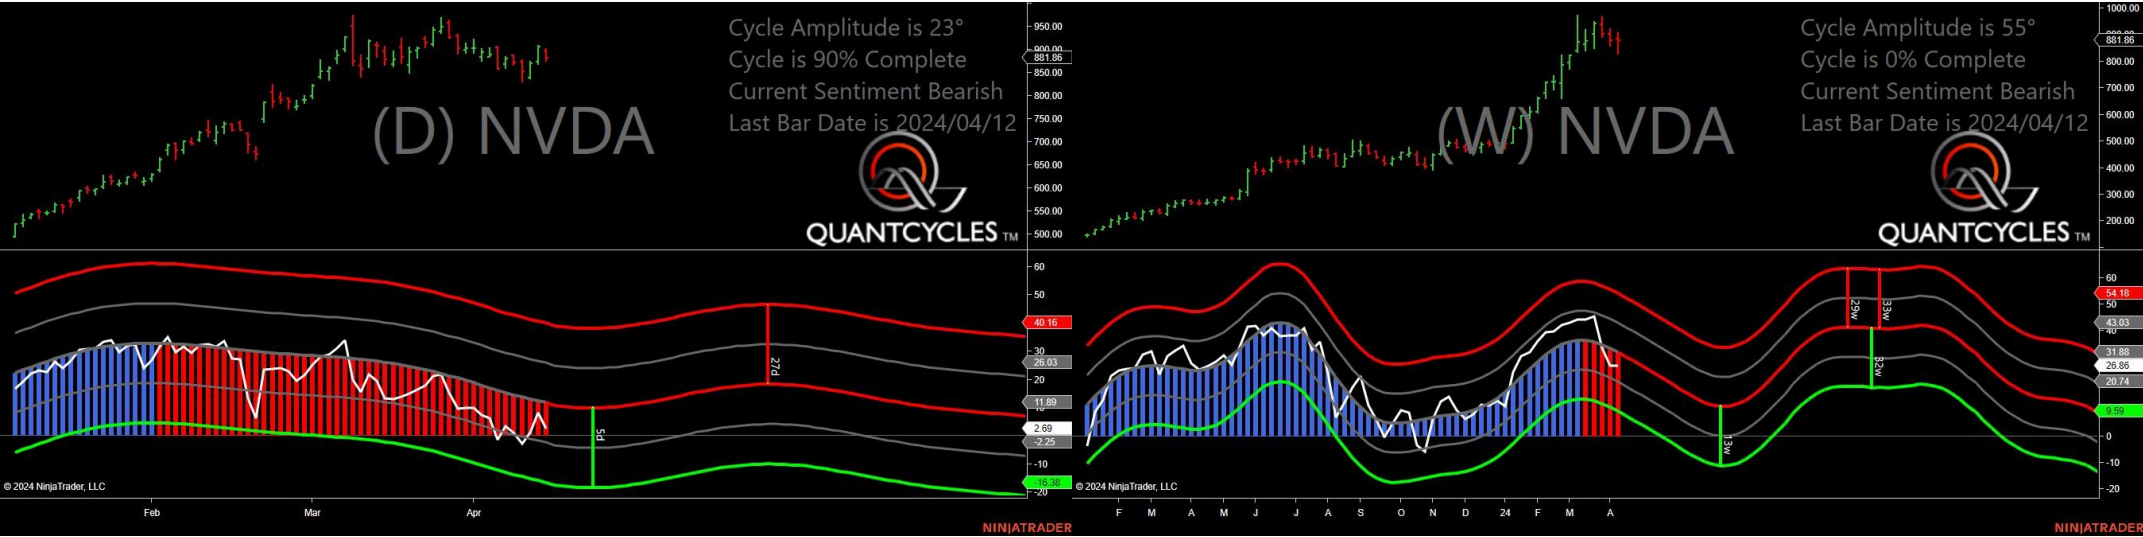 Cycle Amplitude is 23°
Cycle is 90% Complete
Current Sentiment Bearish
Last Bar Date is 2024/04/12
(D) NVDA
QUANTCYCLES TM
950.00
900.00
881.86
850.00
800.00
750.00
700.00
650.00
600.00
550.00
500.00
60
50
40.16
30
26.03
20
11.89
10
2.69
-2.25
-10
-16.38
-20
27d
5d
© 2024 NinjaTrader, LLC
Feb Mar Apr
NINJATRADER
Cycle Amplitude is 55°
Cycle is 0% Complete
Current Sentiment Bearish
Last Bar Date is 2024/04/12
(W) NVDA
QUANTCYCLES TM
1000.00
881.86
800.00
700.00
600.00
500.00
400.00
300.00
200.00
60
54.18
50
43.03
40
31.88
26.86
20.74
9.59
0
-10
-20
29w
33w
32w
13w
© 2024 NinjaTrader, LLC
F M A M J J A S O N D 24 F M A
NINJATRADER